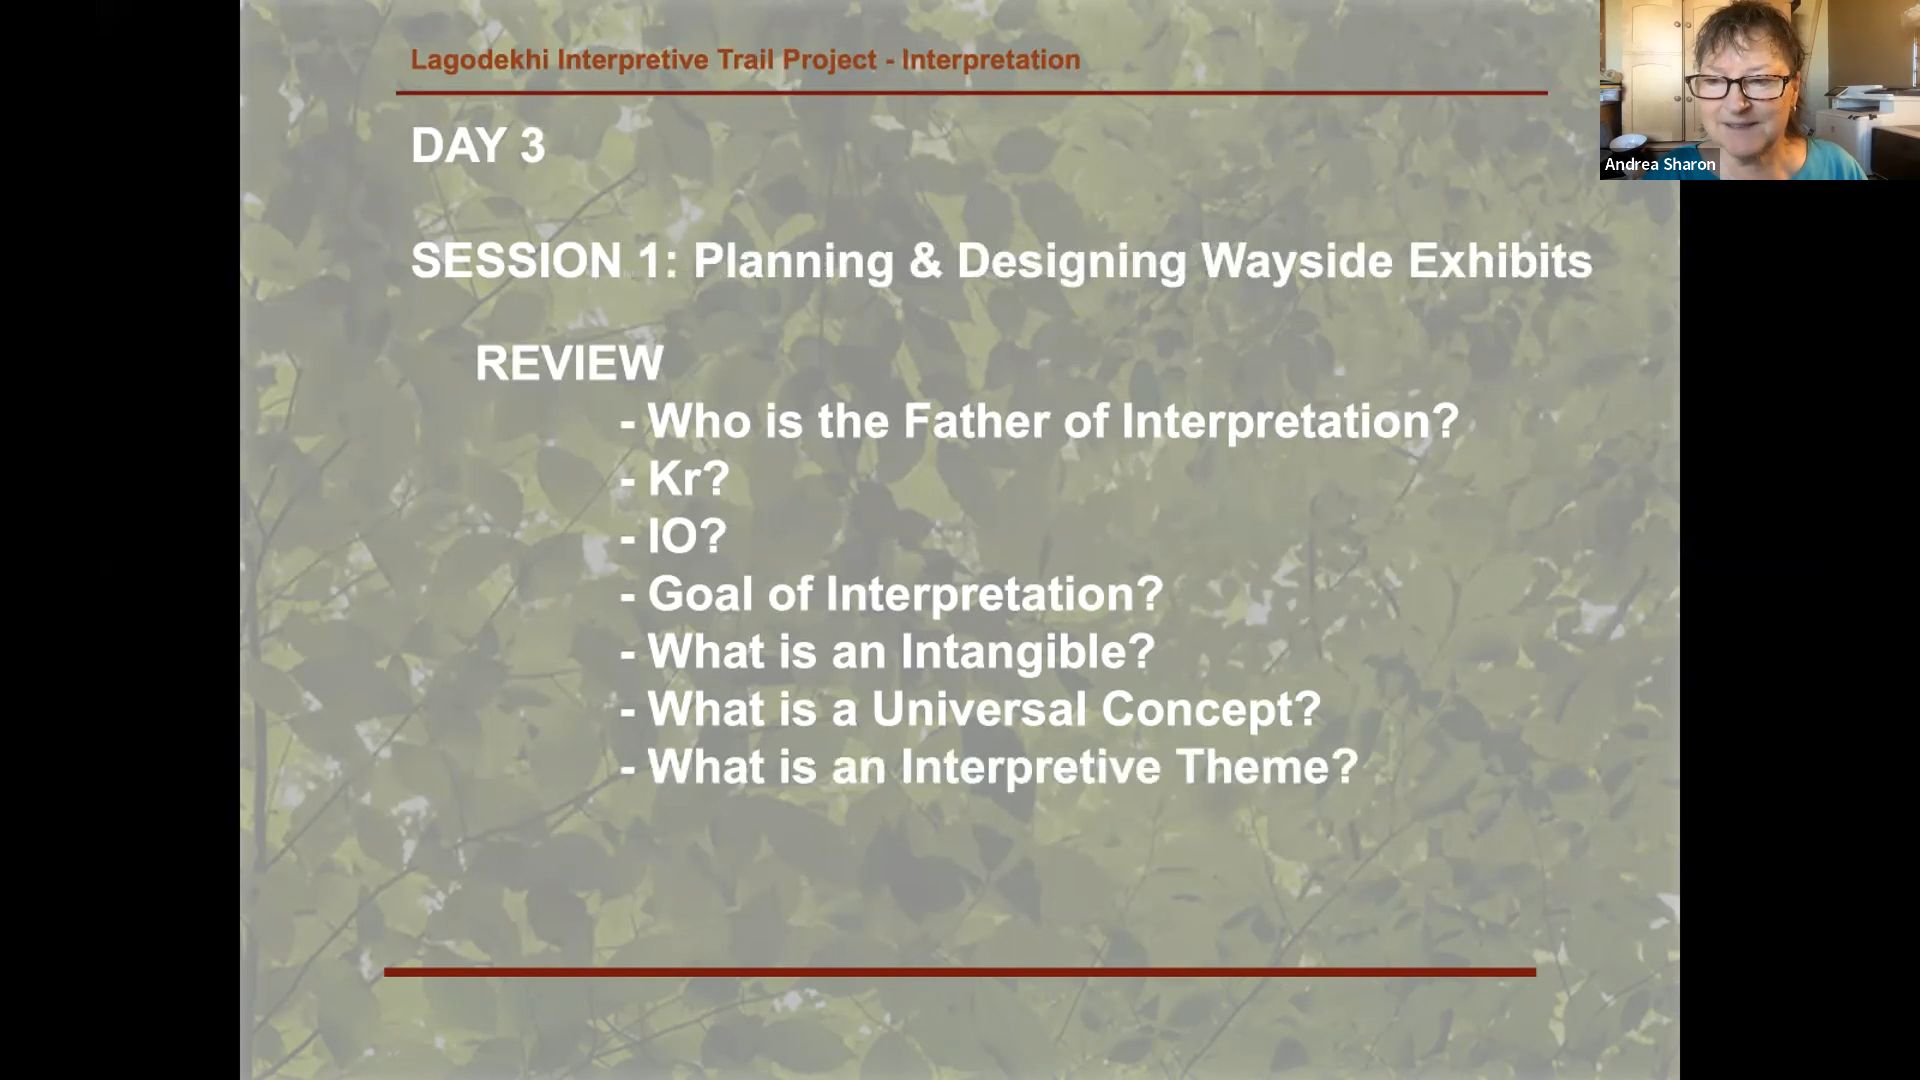 Lagodekhi Interpretive Trail Project - Interpretation
DAY 3
SESSION 1: Planning & Designing Wayside Exhibits
REVIEW
- Who is the Father of Interpretation?
- Kr?
- IO?
- Goal of Interpretation?
- What is an Intangible?
- What is a Universal Concept?
- What is an Interpretive Theme?
Andrea Sharon